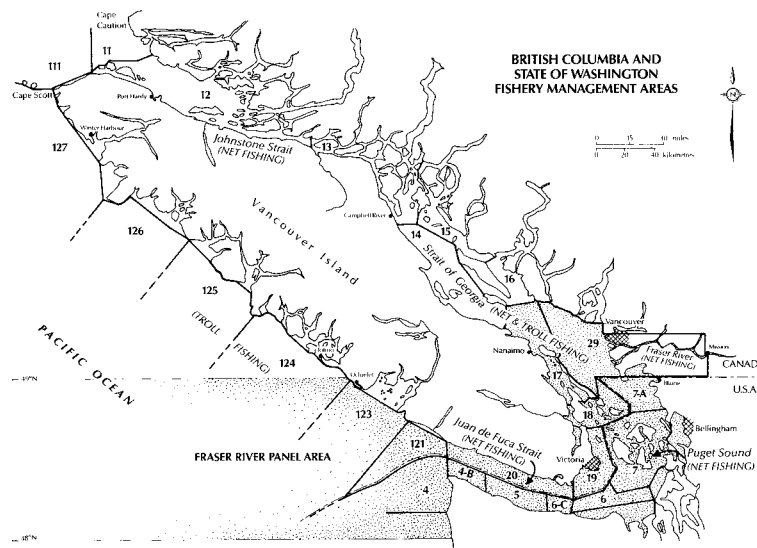 Cape
Caution
111
11
Cape Scott
12
Port Hardy
BRITISH COLUMBIA AND
STATE OF WASHINGTON
FISHERY MANAGEMENT AREAS
N
0 15 30 miles
0 20 40 kilometres
Winter Harbour
127
Johnstone Strait
(NET FISHING)
13
Vancouver Island
Campbell River
14
15
16
126
125
Strait of Georgia
(NET & TROLL FISHING)
(TROLL FISHING)
PACIFIC OCEAN
124
Tofino
Ucluelet
Nanaimo
17
29
Vancouver
Fraser River
(NET FISHING)
Mission
CANADA
U.S.A
49°N
Blaine
7-A
18
123
121
FRASER RIVER PANEL AREA
Juan de Fuca Strait
(NET FISHING)
Victoria
Bellingham
Puget Sound
(NET FISHING)
7
20
19
4-B
4
5
6-C
6
48°N